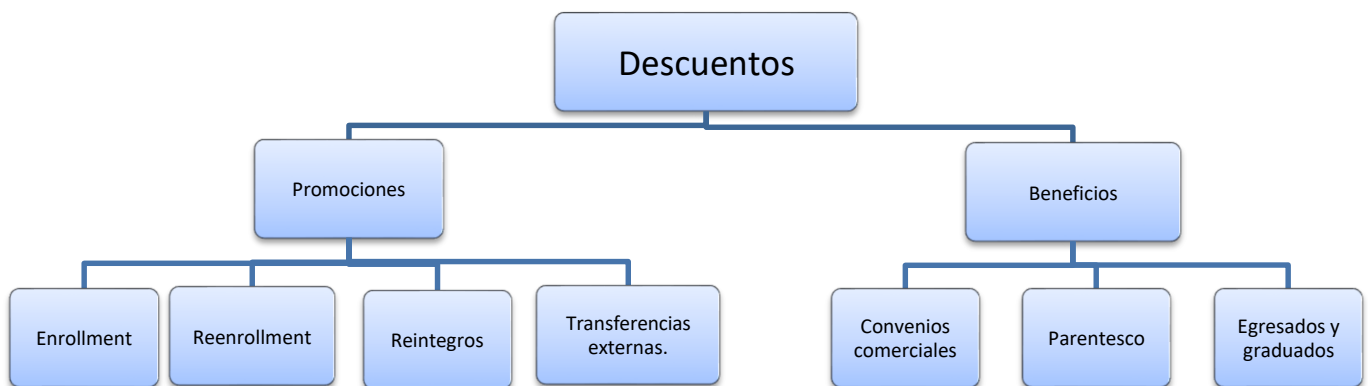 Descuentos
Promociones
Beneficios
Enrollment
Reenrollment
Reintegros
Transferencias
externas.
Convenios
comerciales
Parentesco
Egresados y
graduados